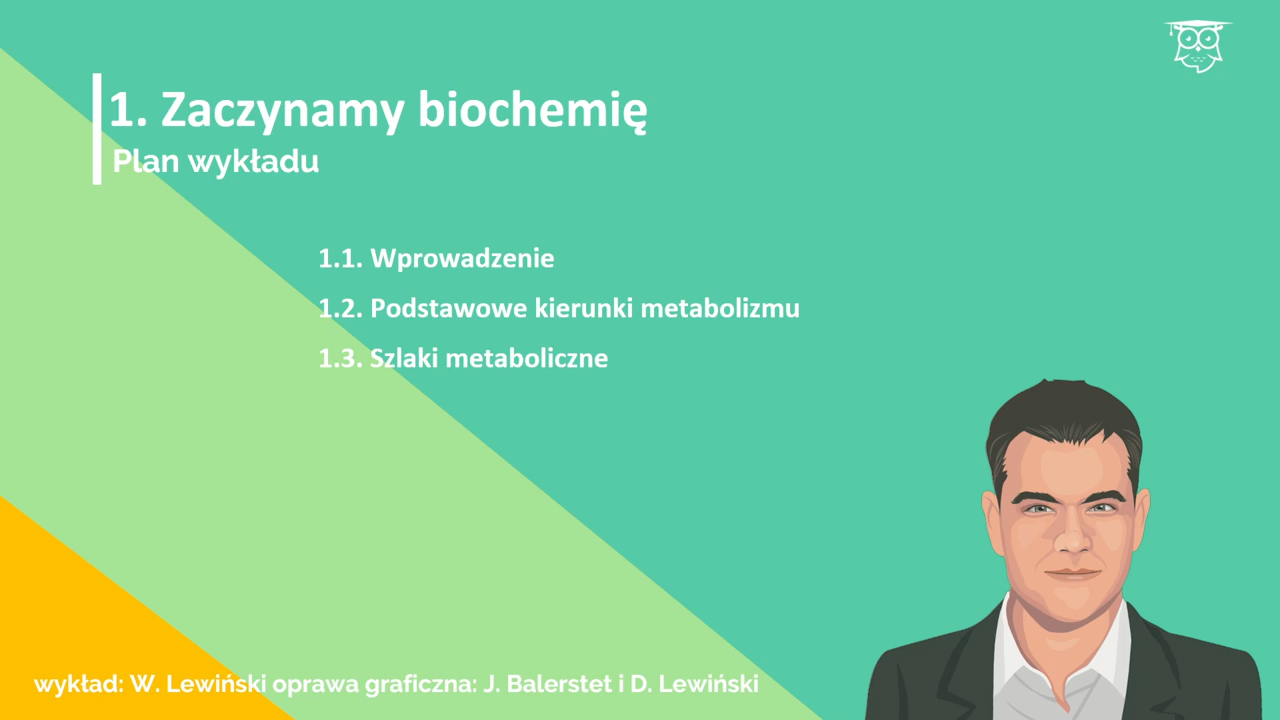 1. Zaczynamy biochemię
Plan wykładu
1.1. Wprowadzenie
1.2. Podstawowe kierunki metabolizmu
1.3. Szlaki metaboliczne
wykład: W. Lewiński oprawa graficzna: J. Balerstet i D. Lewiński